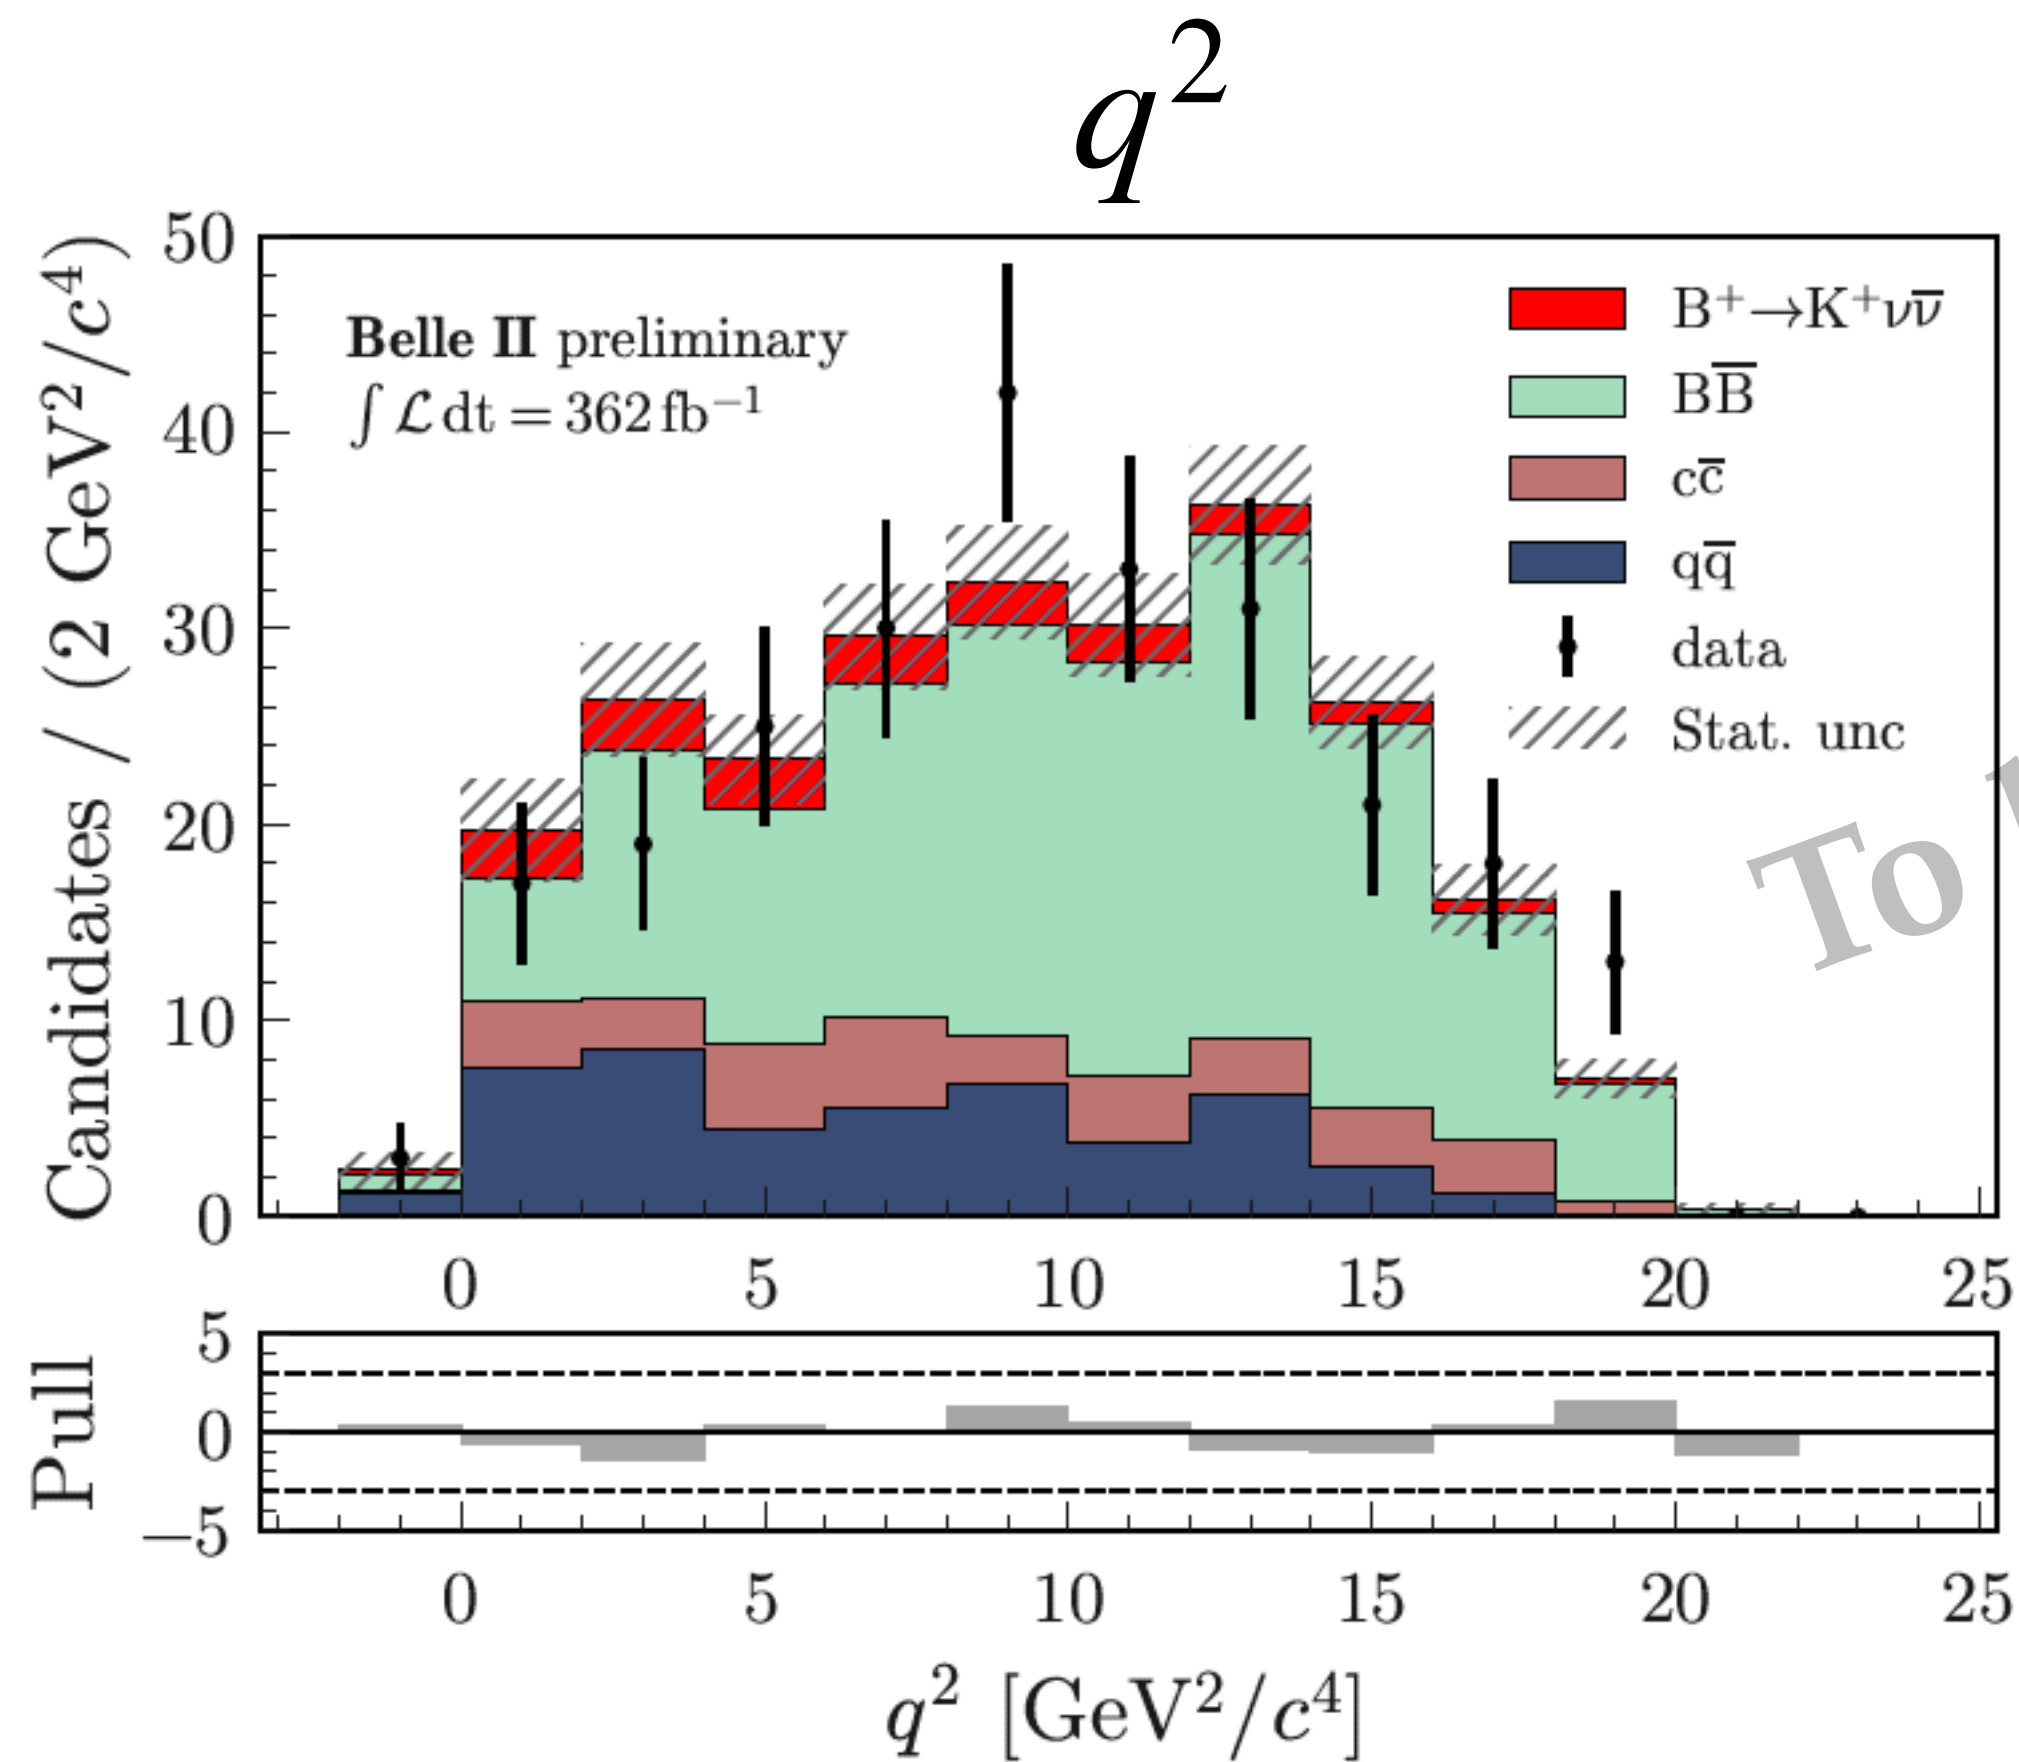 q²
Candidates / (2 GeV²/c⁴)
50
40
30
20
10
0
Belle II preliminary
∫ ℒ dt = 362 fb⁻¹
B⁺→K⁺νν̅
BB̅
cc̅
qq̅
data
Stat. unc
To
0 5 10 15 20 25
Pull
5
0
−5
0 5 10 15 20 25
q² [GeV²/c⁴]